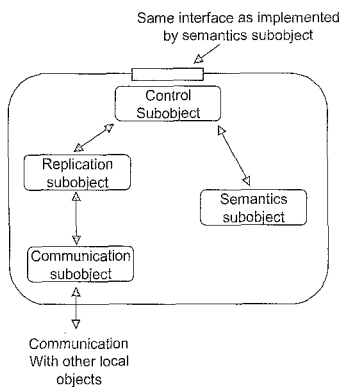 Same interface as implemented
by semantics subobject
Control
Subobject
Replication
subobject
Semantics
subobject
Communication
subobject
Communication
With other local
objects